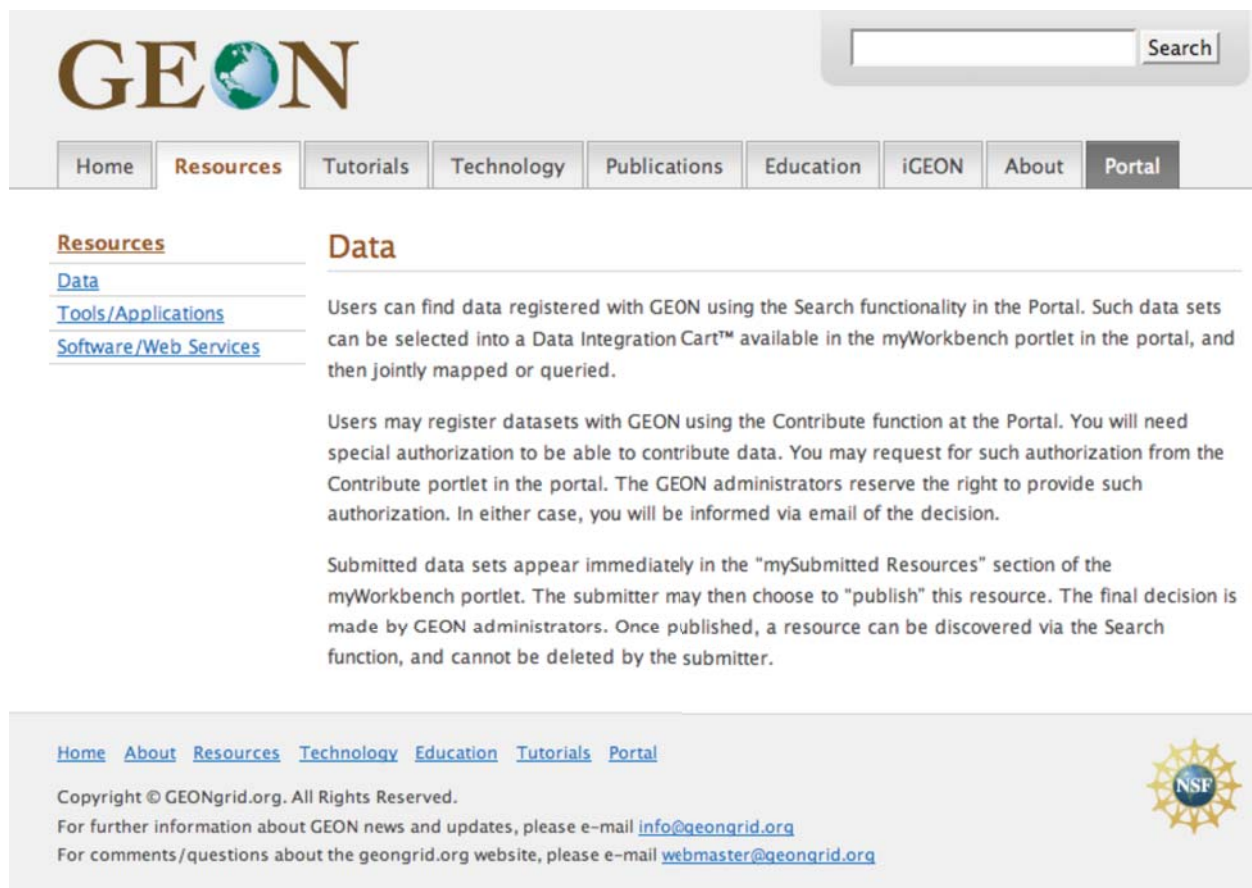 GEON
Search
Home Resources Tutorials Technology Publications Education iGEON About Portal
Resources
Data
Tools/Applications
Software/Web Services
Data
Users can find data registered with GEON using the Search functionality in the Portal. Such data sets
can be selected into a Data Integration Cart™ available in the myWorkbench portlet in the portal, and
then jointly mapped or queried.
Users may register datasets with GEON using the Contribute function at the Portal. You will need
special authorization to be able to contribute data. You may request for such authorization from the
Contribute portlet in the portal. The GEON administrators reserve the right to provide such
authorization. In either case, you will be informed via email of the decision.
Submitted data sets appear immediately in the "mySubmitted Resources" section of the
myWorkbench portlet. The submitter may then choose to "publish" this resource. The final decision is
made by GEON administrators. Once published, a resource can be discovered via the Search
function, and cannot be deleted by the submitter.
Home About Resources Technology Education Tutorials Portal
NSF
Copyright © GEONgrid.org. All Rights Reserved.
For further information about GEON news and updates, please e-mail info@geongrid.org
For comments/questions about the geongrid.org website, please e-mail webmaster@geongrid.org